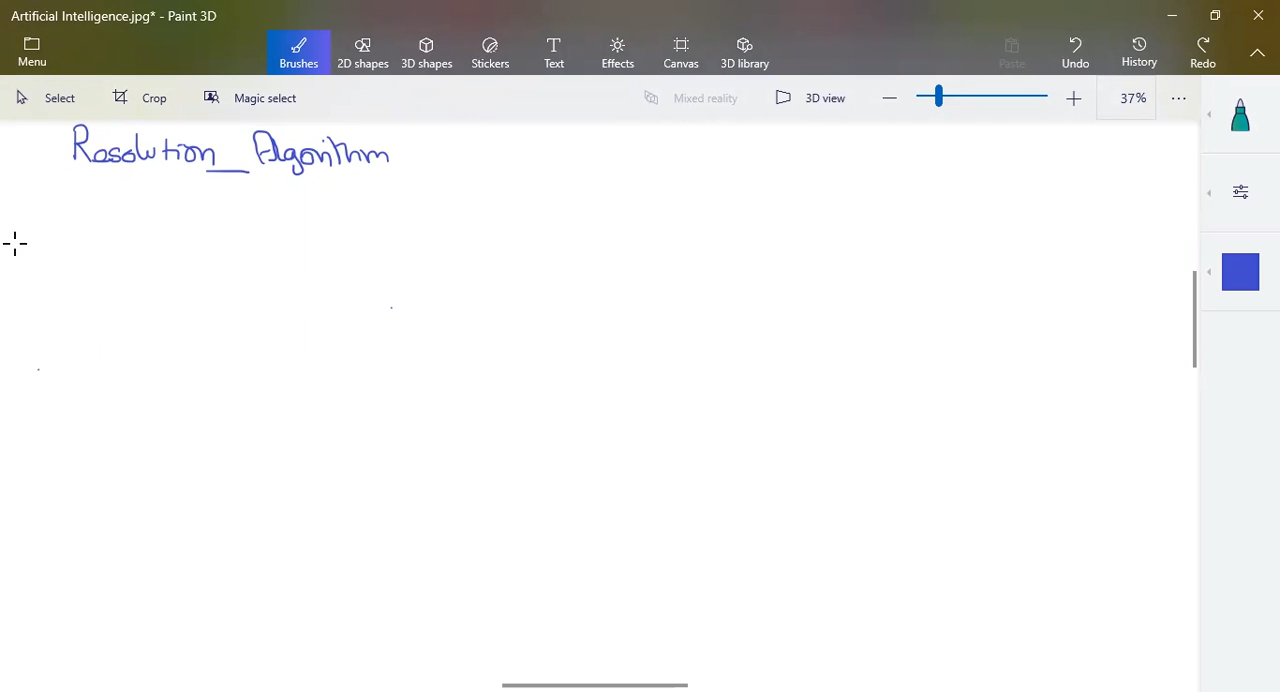 Artificial Intelligence.jpg* - Paint 3D
Menu
Brushes
2D shapes
3D shapes
Stickers
Text
Effects
Canvas
3D library
Paste
Undo
History
Redo
Select
Crop
Magic select
Mixed reality
3D view
37%
Resolution Algorithm